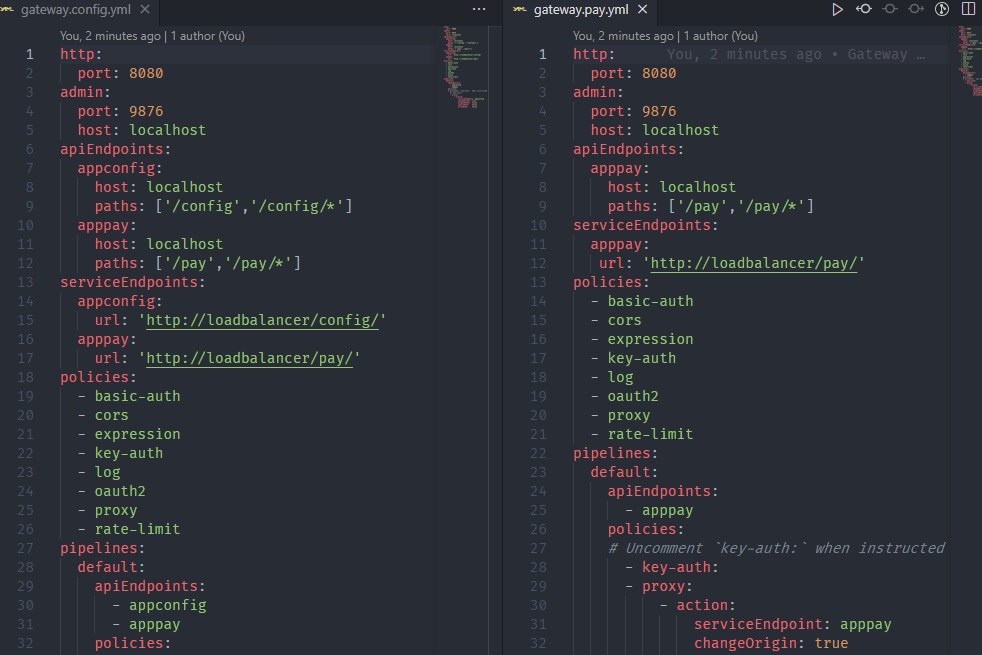 gateway.config.yml
You, 2 minutes ago | 1 author (You)
1 http:
2   port: 8080
3 admin:
4   port: 9876
5   host: localhost
6 apiEndpoints:
7   appconfig:
8     host: localhost
9     paths: ['/config','/config/*']
10   apppay:
11     host: localhost
12     paths: ['/pay','/pay/*']
13 serviceEndpoints:
14   appconfig:
15     url: 'http://loadbalancer/config/'
16   apppay:
17     url: 'http://loadbalancer/pay/'
18 policies:
19   - basic-auth
20   - cors
21   - expression
22   - key-auth
23   - log
24   - oauth2
25   - proxy
26   - rate-limit
27 pipelines:
28   default:
29     apiEndpoints:
30       - appconfig
31       - apppay
32     policies:
gateway.pay.yml
You, 2 minutes ago | 1 author (You)
1 http: You, 2 minutes ago • Gateway …
2   port: 8080
3 admin:
4   port: 9876
5   host: localhost
6 apiEndpoints:
7   apppay:
8     host: localhost
9     paths: ['/pay','/pay/*']
10 serviceEndpoints:
11   apppay:
12    url: 'http://loadbalancer/pay/'
13 policies:
14   - basic-auth
15   - cors
16   - expression
17   - key-auth
18   - log
19   - oauth2
20   - proxy
21   - rate-limit
22 pipelines:
23   default:
24     apiEndpoints:
25       - apppay
26     policies:
27     # Uncomment `key-auth:` when instructed
28       - key-auth:
29       - proxy:
30           - action:
31               serviceEndpoint: apppay
32               changeOrigin: true